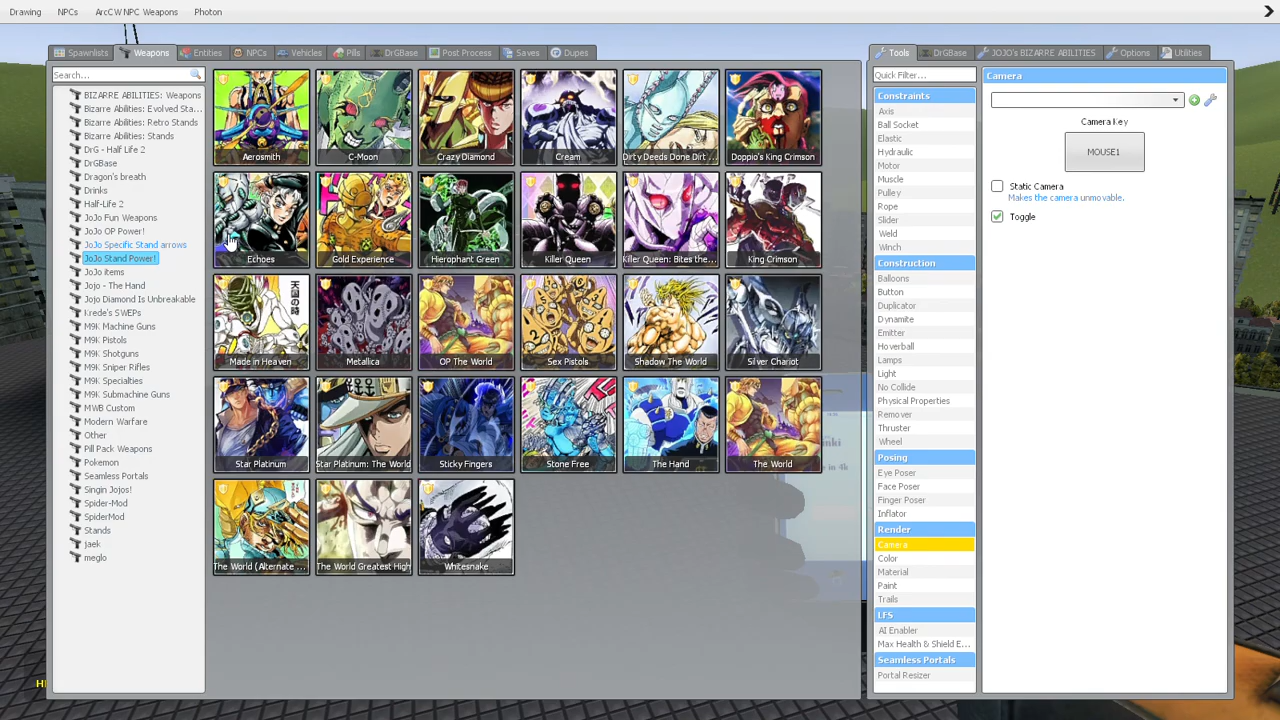 Drawing NPCs ArcCW NPC Weapons Photon
Spawnlists Weapons Entities NPCs Vehicles Pills DrGBase Post Process Saves Dupes
Search...
BIZARRE ABILITIES: Weapons
Bizarre Abilities: Evolved Sta...
Bizarre Abilities: Retro Stands
Bizarre Abilities: Stands
DrG - Half Life 2
DrGBase
Dragon's breath
Drinks
Half-Life 2
JoJo Fun Weapons
JoJo OP Power!
JoJo Specific Stand arrows
JoJo Stand Power!
JoJo items
Jojo - The Hand
Jojo Diamond Is Unbreakable
Krede's SWEPs
M9K Machine Guns
M9K Pistols
M9K Shotguns
M9K Sniper Rifles
M9K Specialties
M9K Submachine Guns
MWB Custom
Modern Warfare
Other
Pill Pack Weapons
Pokemon
Seamless Portals
Singin Jojos!
Spider-Mod
SpiderMod
Stands
jaek
meglo
Aerosmith C-Moon Crazy Diamond Cream Dirty Deeds Done Dirt ... Doppio's King Crimson
Echoes Gold Experience Hierophant Green Killer Queen Killer Queen: Bites the... King Crimson
天国の時
Made in Heaven Metallica OP The World Sex Pistols Shadow The World Silver Chariot
Star Platinum Star Platinum: The World Sticky Fingers Stone Free The Hand The World
The World (Alternate ... The World Greatest High Whitesnake
Tools DrGBase JOJO's BIZARRE ABILITIES Options Utilities
Quick Filter...
Constraints
Axis
Ball Socket
Elastic
Hydraulic
Motor
Muscle
Pulley
Rope
Slider
Weld
Winch
Construction
Balloons
Button
Duplicator
Dynamite
Emitter
Hoverball
Lamps
Light
No Collide
Physical Properties
Remover
Thruster
Wheel
Posing
Eye Poser
Face Poser
Finger Poser
Inflator
Render
Camera
Color
Material
Paint
Trails
LFS
AI Enabler
Max Health & Shield E...
Seamless Portals
Portal Resizer
Camera
Camera Key
MOUSE1
Static Camera
Makes the camera unmovable.
Toggle